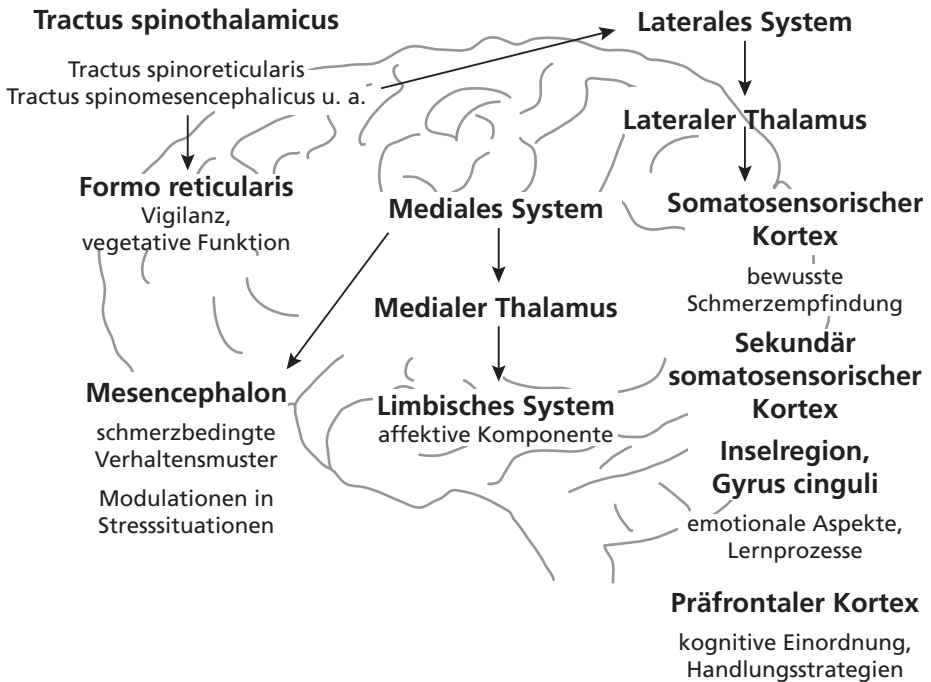 Tractus spinothalamicus
Tractus spinoreticularis
Tractus spinomesencephalicus u. a.
Formo reticularis
Vigilanz,
vegetative Funktion
Mesencephalon
schmerzbedingte
Verhaltensmuster
Modulationen in
Stresssituationen
Mediales System
Medialer Thalamus
Limbisches System
affektive Komponente
Laterales System
Lateraler Thalamus
Somatosensorischer
Kortex
bewusste
Schmerzempfindung
Sekundär
somatosensorischer
Kortex
Inselregion,
Gyrus cinguli
emotionale Aspekte,
Lernprozesse
Präfrontaler Kortex
kognitive Einordnung,
Handlungsstrategien